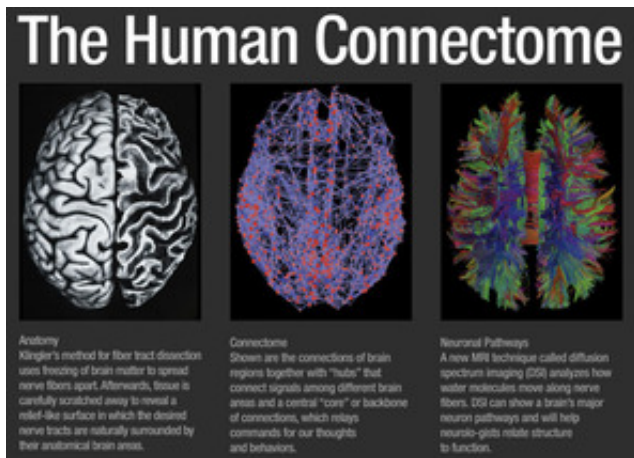 The Human Connectome
Anatomy
Klingler's method for fiber tract dissection
uses freezing of brain matter to spread
nerve fibers apart. Afterwards, tissue is
carefully scratched away to reveal a
relief-like surface in which the desired
nerve tracts are naturally surrounded by
their anatomical brain areas.
Connectome
Shown are the connections of brain
regions together with "hubs" that
connect signals among different brain
areas and a central "core" or backbone
of connections, which relays
commands for our thoughts
and behaviors.
Neuronal Pathways
A new MRI technique called diffusion
spectrum imaging (DSI) analyzes how
water molecules move along nerve
fibers. DSI can show a brain's major
neuron pathways and will help
neurolo-gists relate structure
to function.